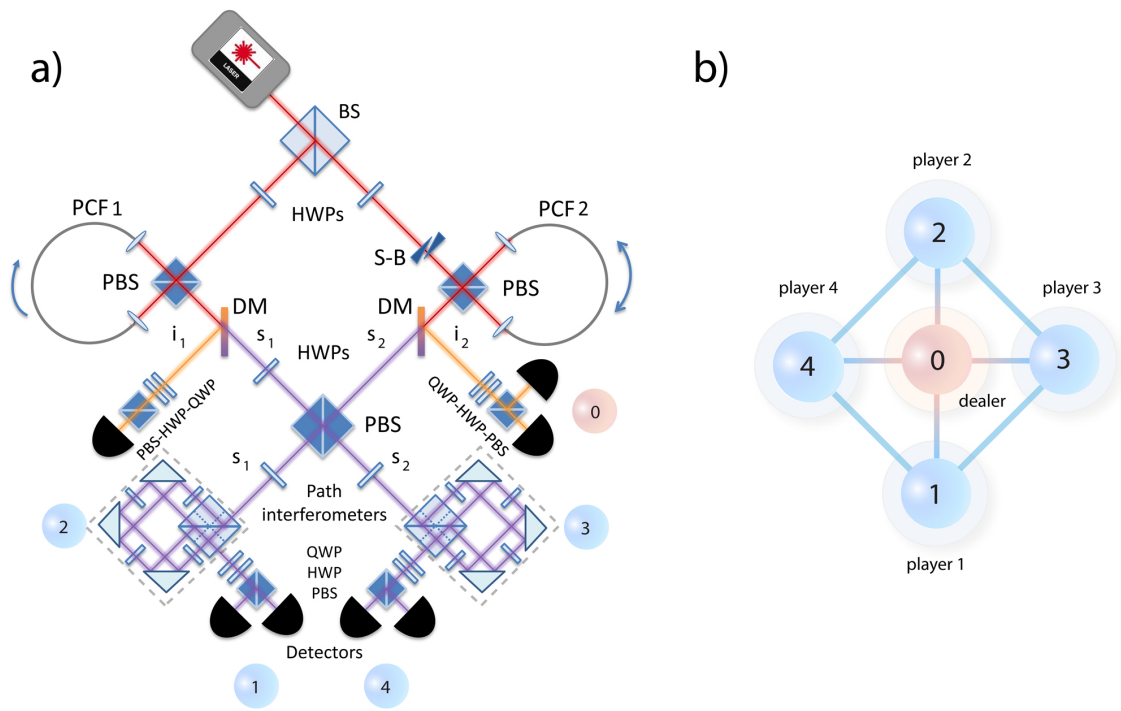 a)
LASER
BS
HWPs
PCF 1
PCF 2
S-B
PBS
PBS
DM
DM
i1
s1
s2
i2
HWPs
PBS-HWP-QWP
QWP-HWP-PBS
0
PBS
s1
s2
Path
interferometers
2
3
QWP
HWP
PBS
Detectors
1
4
b)
player 2
2
player 4
player 3
4
0
3
dealer
1
player 1